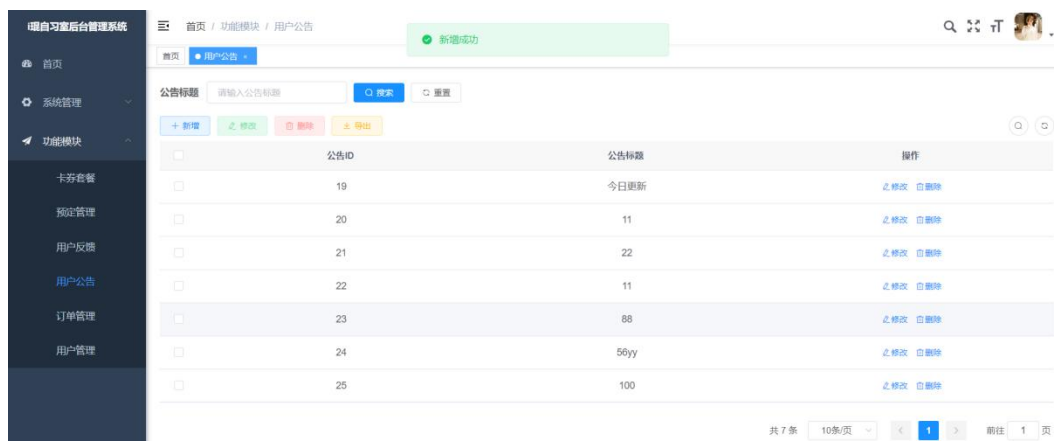 i琨自习室后台管理系统
首页 / 功能模块 / 用户公告
新增成功
首页
用户公告 ×
首页
系统管理
功能模块
卡券套餐
预定管理
用户反馈
用户公告
订单管理
用户管理
公告标题 请输入公告标题 搜索 重置
+ 新增 修改 删除 导出
公告ID 公告标题 操作
19 今日更新 修改 删除
20 11 修改 删除
21 22 修改 删除
22 11 修改 删除
23 88 修改 删除
24 56yy 修改 删除
25 100 修改 删除
共 7 条 10条/页 < 1 > 前往 1 页